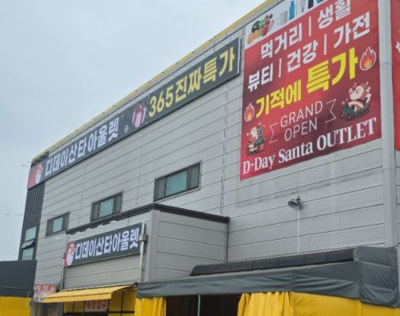 먹거리 | 생활
뷰티 | 건강 | 가전
기적에 특가
GRAND
OPEN
D-Day Santa OUTLET
디데이산타아울렛 365진짜특가
디데이산타아울렛